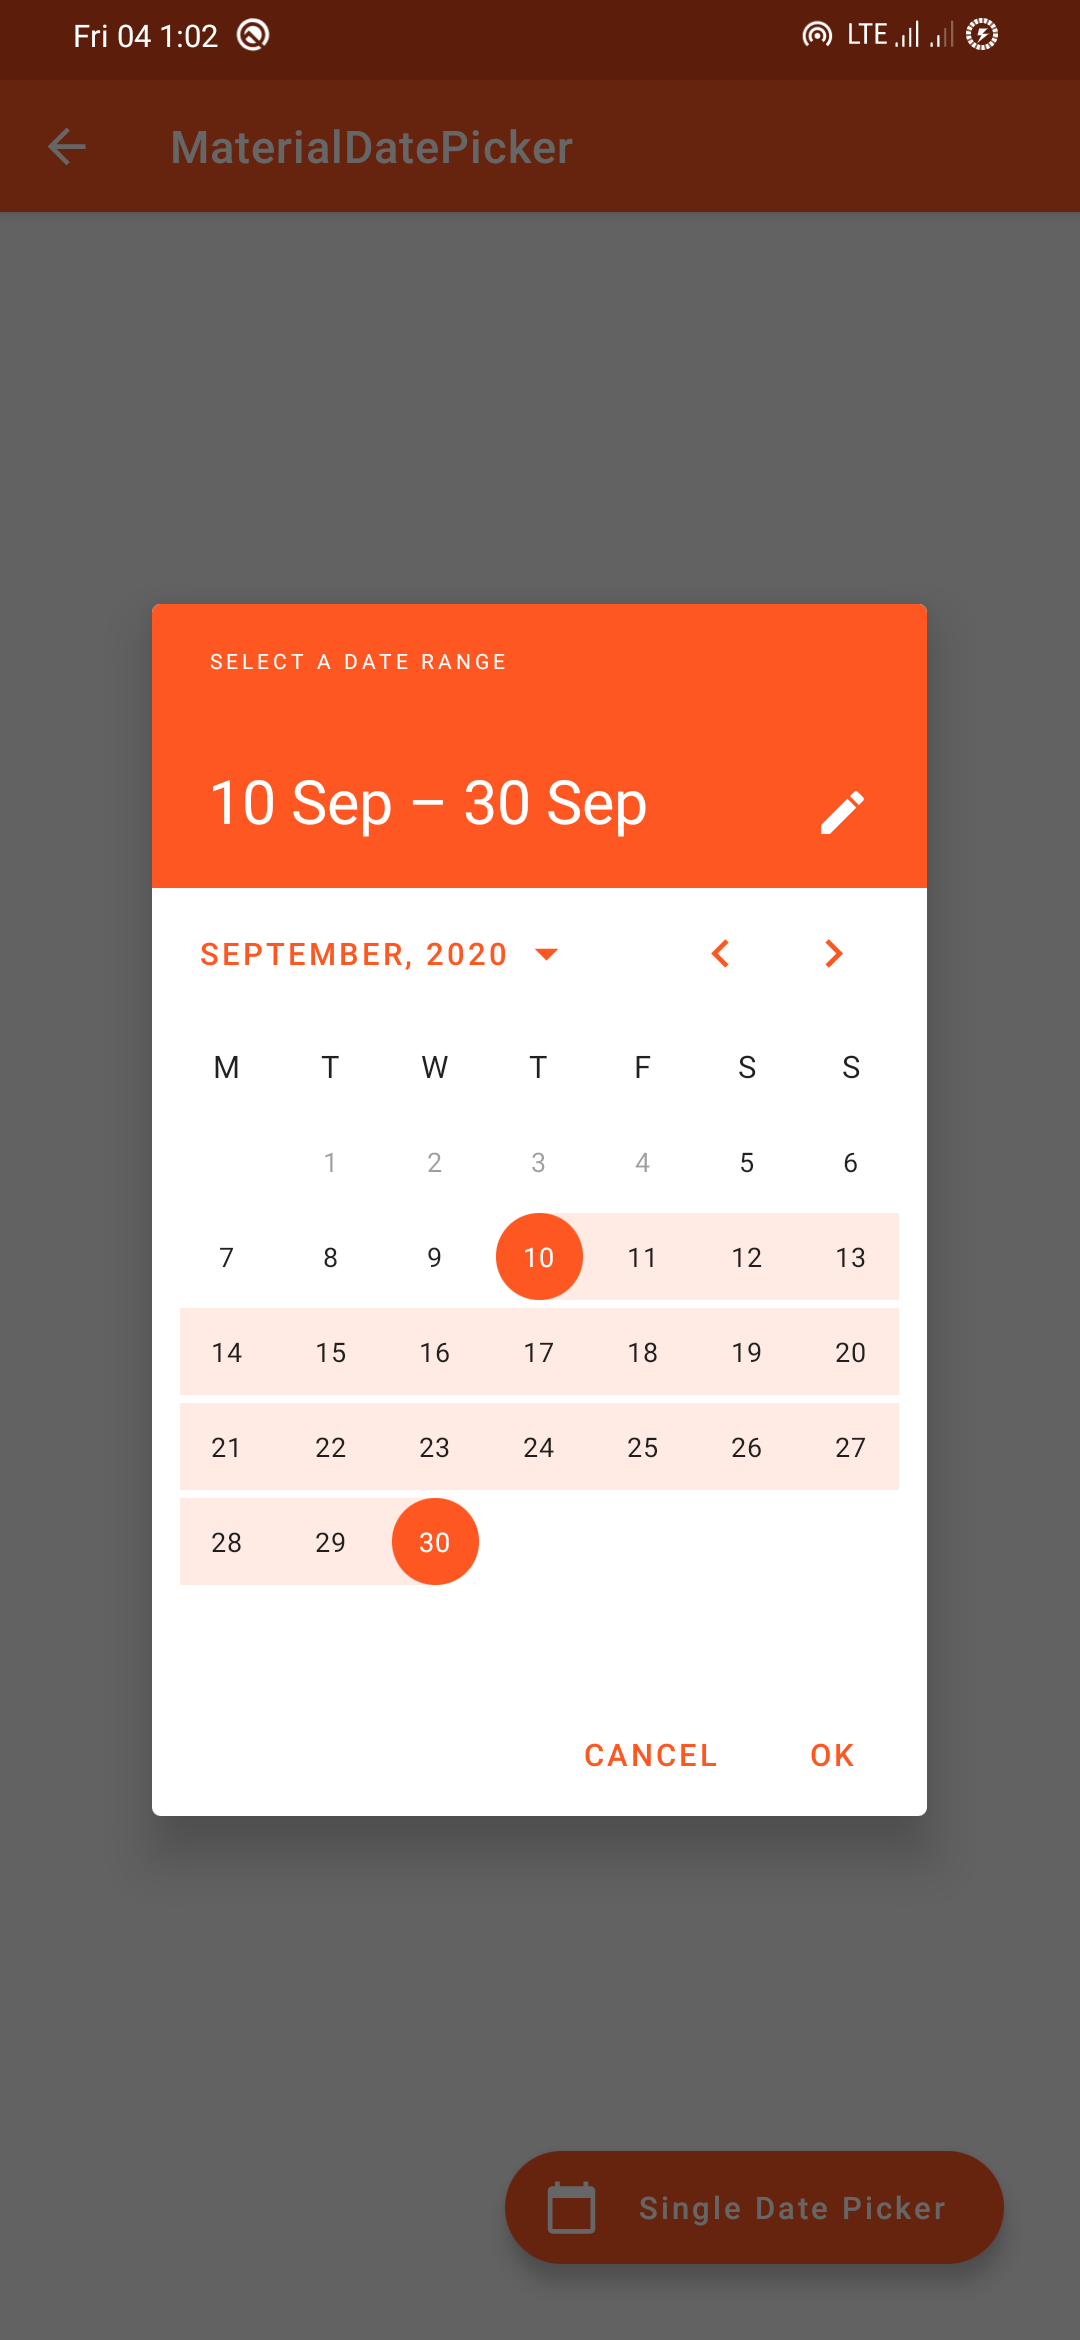 Fri 04 1:02 LTE
MaterialDatePicker
SELECT A DATE RANGE
10 Sep – 30 Sep
SEPTEMBER, 2020
M T W T F S S
1 2 3 4 5 6
7 8 9 10 11 12 13
14 15 16 17 18 19 20
21 22 23 24 25 26 27
28 29 30
CANCEL OK
Single Date Picker